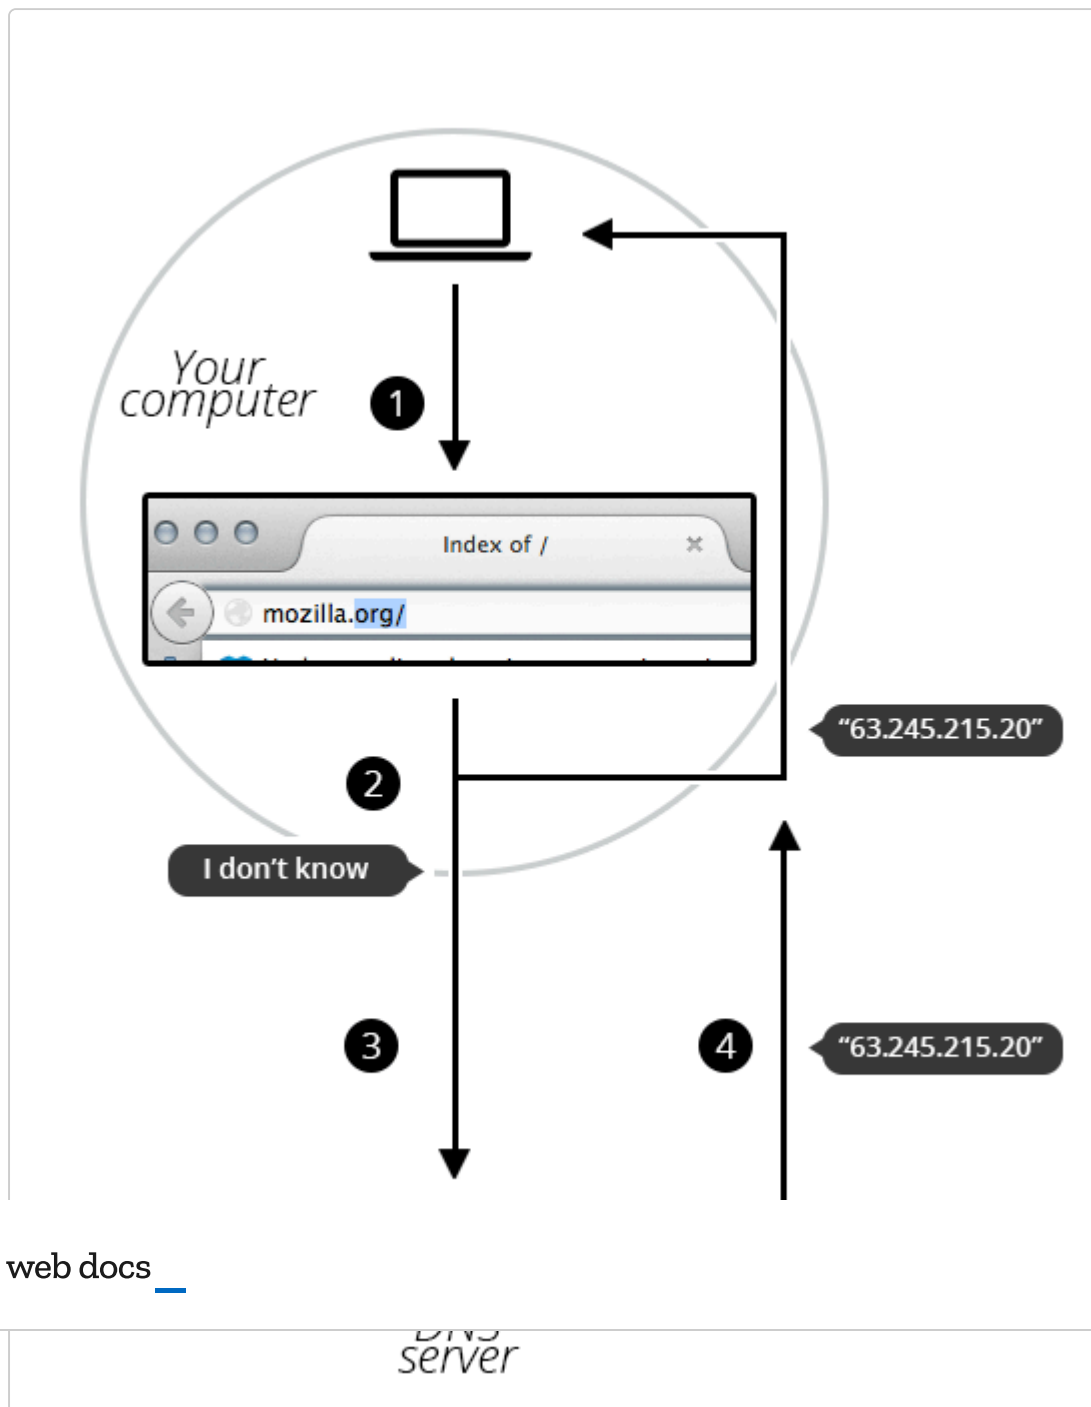 Your
computer
1
Index of /
mozilla.org/
2
“63.245.215.20”
I don’t know
3
4
“63.245.215.20”
web docs
DNS
server